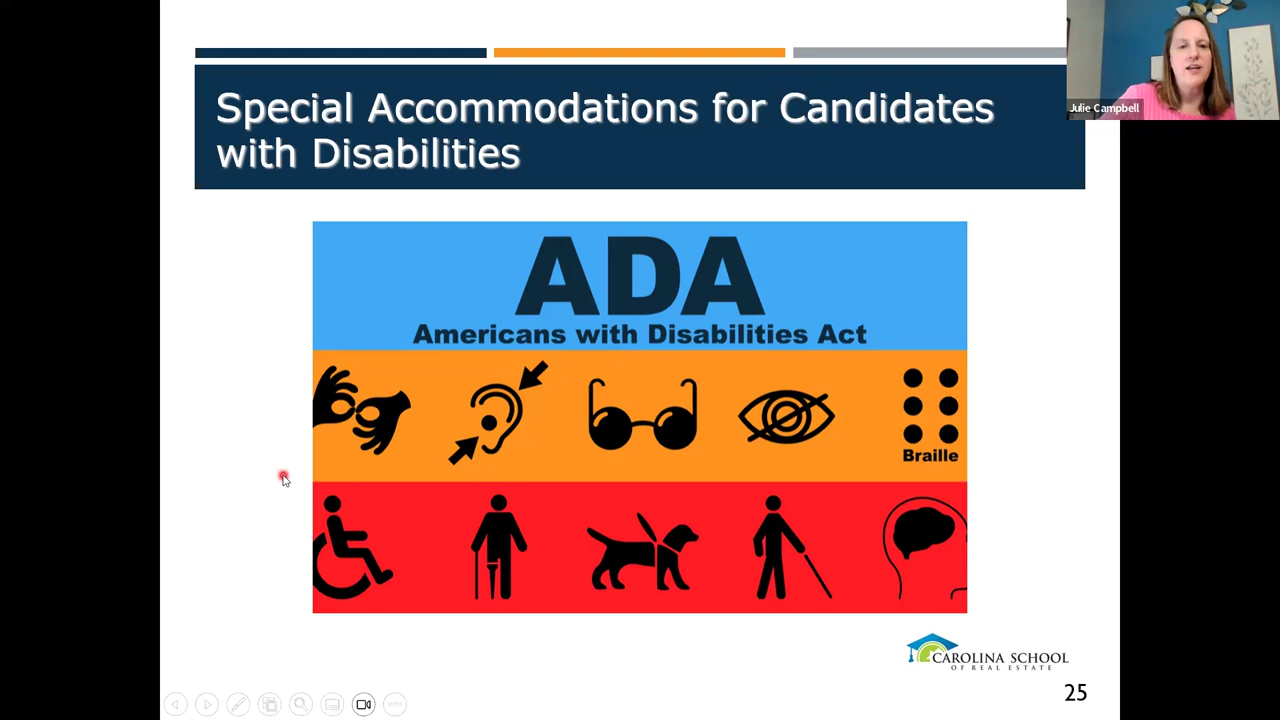 Special Accommodations for Candidates
with Disabilities
Julie Campbell
ADA
Americans with Disabilities Act
Braille
CAROLINA SCHOOL
OF REAL ESTATE
25